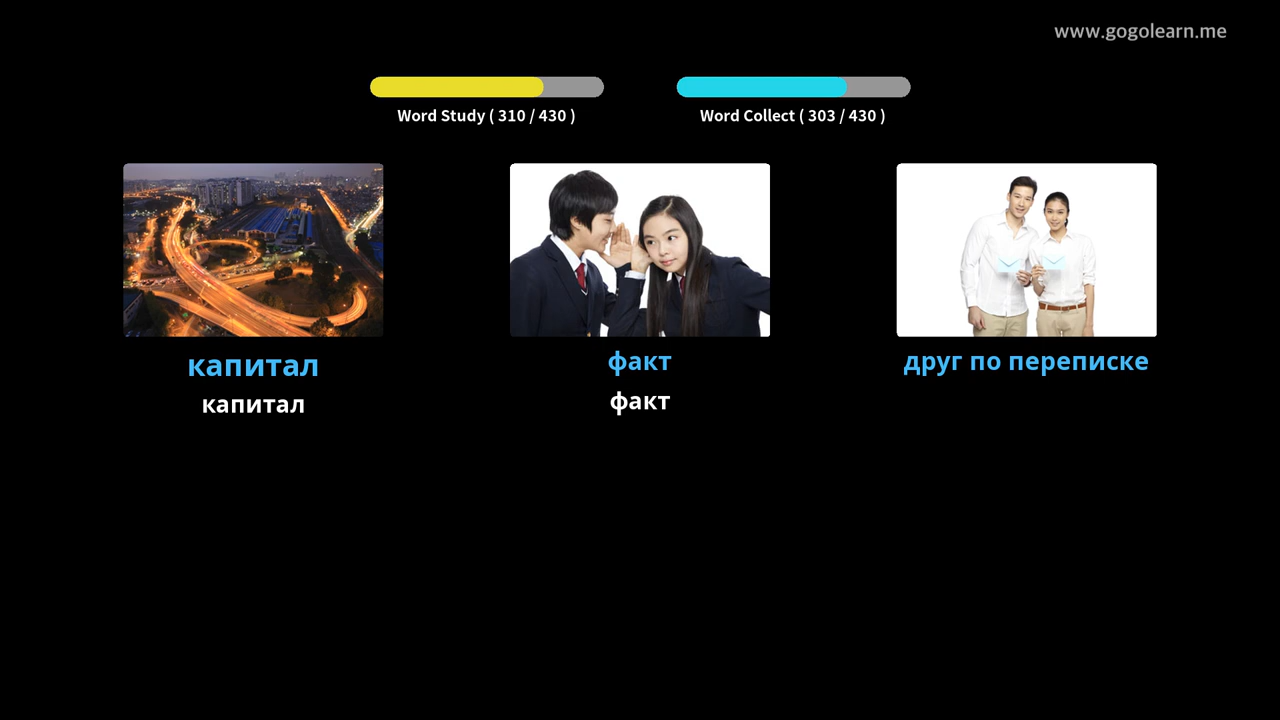 www.gogolearn.me
Word Study ( 310 / 430 )
Word Collect ( 303 / 430 )
капитал
капитал
факт
факт
друг по переписке